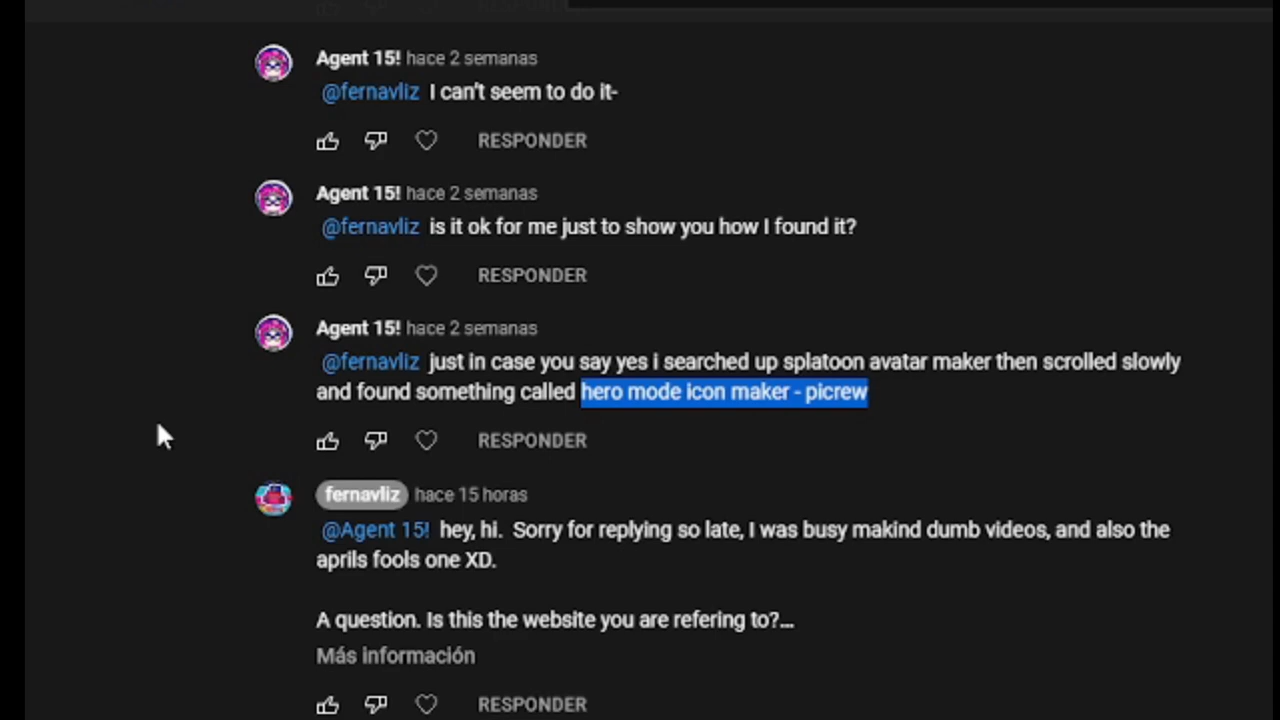 Agent 15! hace 2 semanas
@fernavliz I can't seem to do it-
RESPONDER
Agent 15! hace 2 semanas
@fernavliz is it ok for me just to show you how I found it?
RESPONDER
Agent 15! hace 2 semanas
@fernavliz just in case you say yes i searched up splatoon avatar maker then scrolled slowly
and found something called hero mode icon maker - picrew
RESPONDER
fernavliz hace 15 horas
@Agent 15! hey, hi. Sorry for replying so late, I was busy makind dumb videos, and also the
aprils fools one XD.
A question. Is this the website you are refering to?...
Más información
RESPONDER